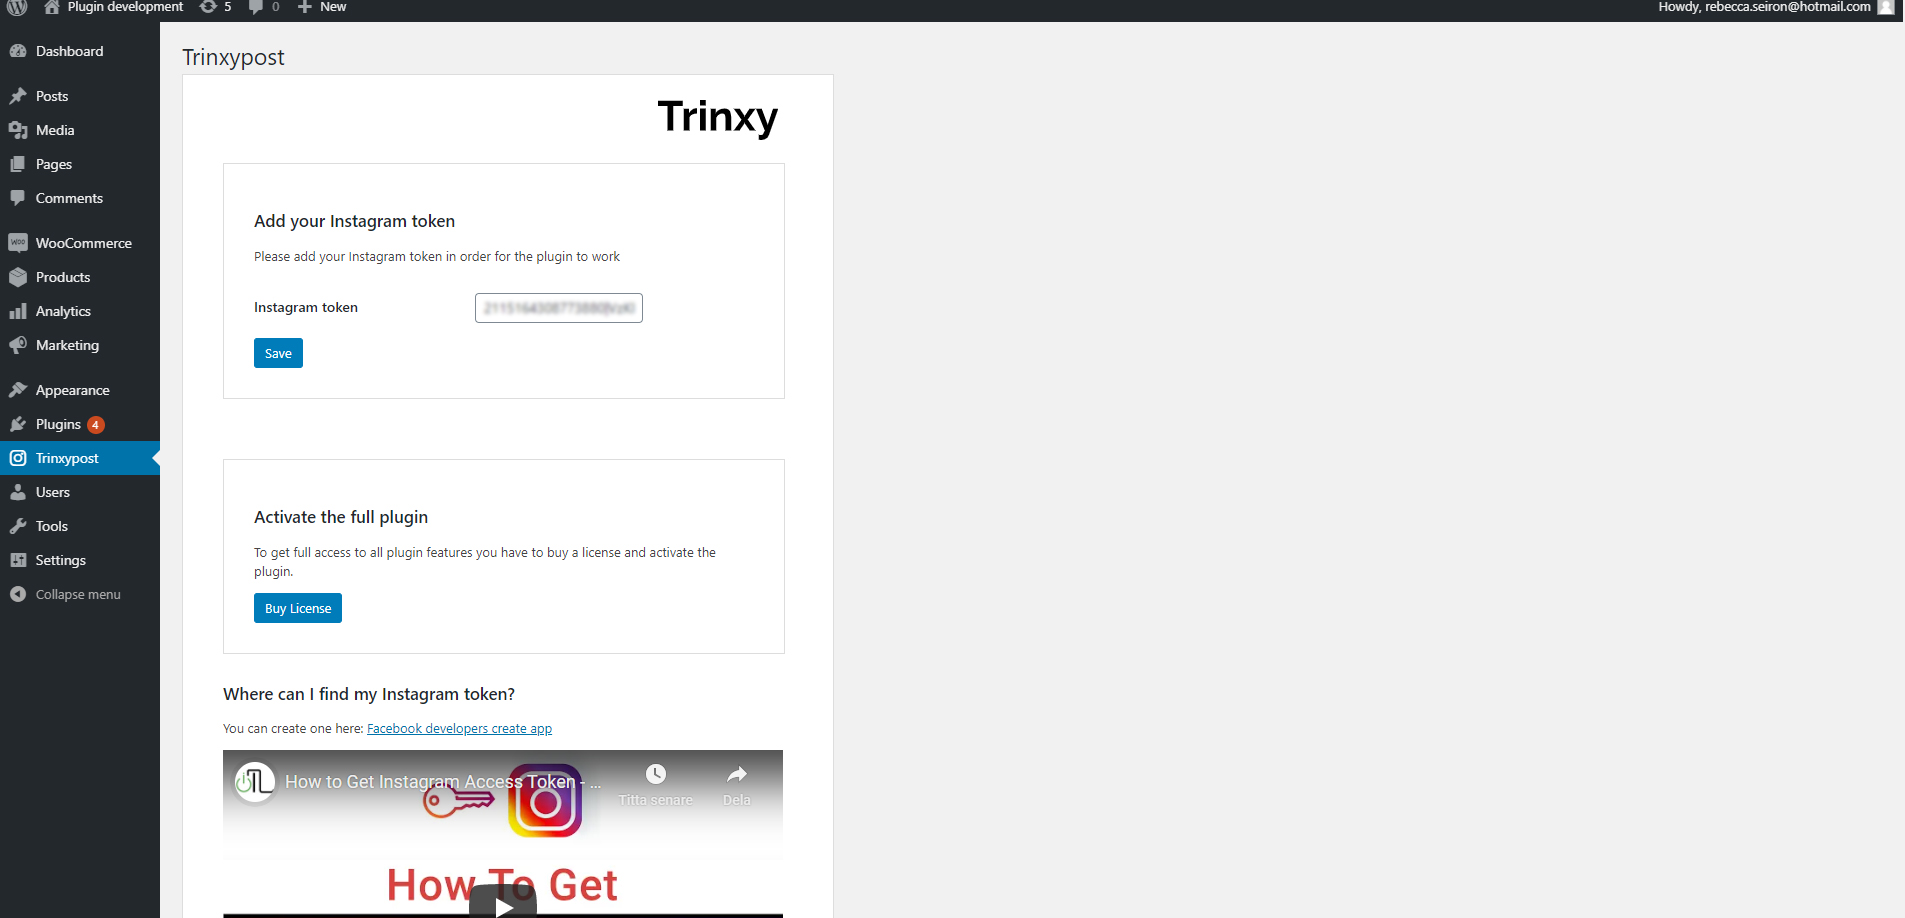 Plugin development
5
0
New
Howdy, rebecca.seiron@hotmail.com
Dashboard
Posts
Media
Pages
Comments
WooCommerce
Products
Analytics
Marketing
Appearance
Plugins 4
Trinxypost
Users
Tools
Settings
Collapse menu
Trinxypost
Trinxy
Add your Instagram token
Please add your Instagram token in order for the plugin to work
Instagram token
Save
Activate the full plugin
To get full access to all plugin features you have to buy a license and activate the
plugin.
Buy License
Where can I find my Instagram token?
You can create one here: Facebook developers create app
How to Get Instagram Access Token - ...
Titta senare
Dela
How To Get